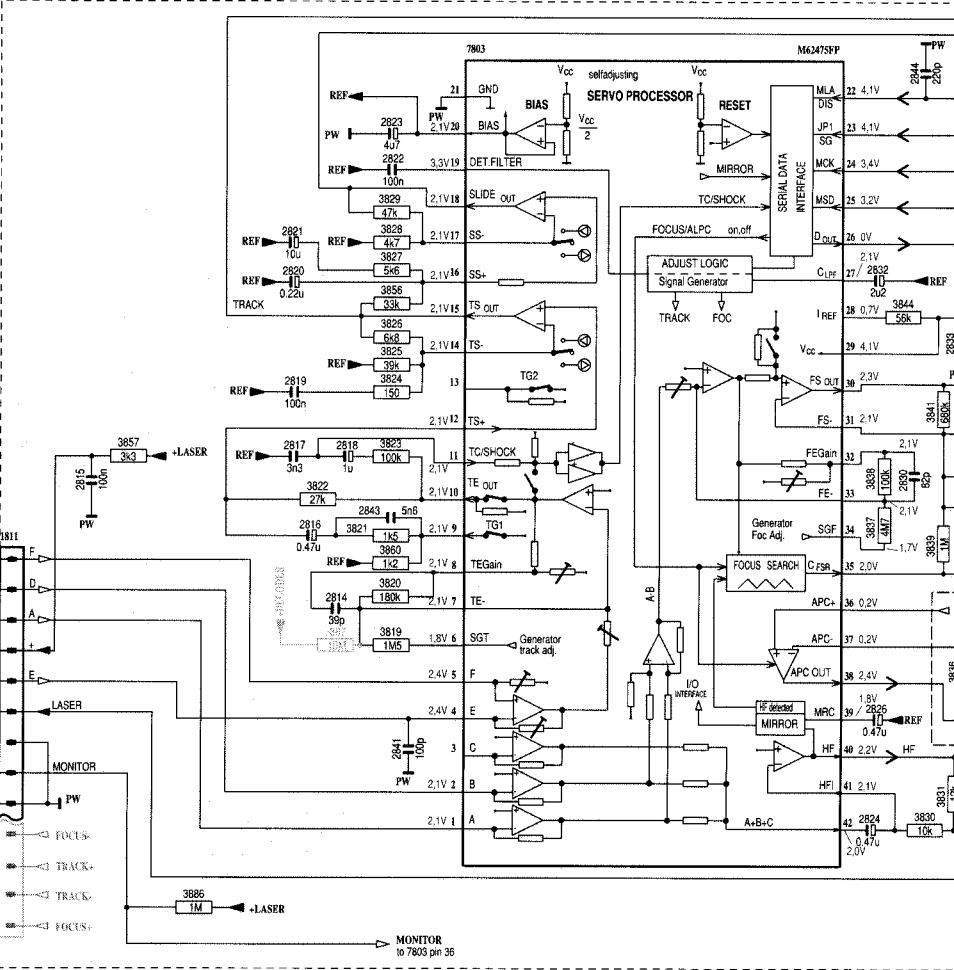 7803
M62475FP
PW
2844
220p
21
GND
PW
VCC
selfadjusting
SERVO PROCESSOR
VCC
BIAS
RESET
VCC
2
REF
PW
2823
4u7
2,1V 20
BIAS
2822
REF
100n
3,3V 19
DET.FILTER
MIRROR
TC/SHOCK
SERIAL DATA
INTERFACE
MLA
22 4,1V
DIS
JP1
23 4,1V
SG
MCK
24 3,4V
MSD
25 3,2V
D OUT
26 0V
3829
47k
2,1V 18
SLIDE OUT
2821
10u
REF
REF
3828
4k7
2,1V 17
SS-
3827
5k6
2820
0.22u
REF
2,1V 16
SS+
TRACK
3856
33k
2,1V 15
TS OUT
3826
6k8
2,1V 14
TS-
REF
3825
39k
2819
100n
REF
3824
150
13
TG2
2,1V 12
TS+
FOCUS/ALPC
on,off
ADJUST LOGIC
Signal Generator
TRACK
FOC
2,1V
C LPF
27
2832
2u2
REF
I REF
28 0,7V
3844
56k
2833
VCC
29 4,1V
FS OUT
30 2,3V
3841
680k
FS-
31 2,1V
FEGain
32
2,1V
3838
100k
2830
82p
FE-
33
2,1V
3857
3k3
+LASER
2815
100n
PW
REF
2817
3n3
2818
1u
3823
100k
11
2,1V
TC/SHOCK
3822
27k
2,1V 10
TE OUT
2843
5n6
2816
0.47u
3821
1k5
2,1V 9
TG1
REF
3860
1k2
2,1V 8
TEGain
Generator
Foc Adj.
SGF
34
1,7V
3837
4M7
3839
1M
FOCUS SEARCH
C FSR
35 2,0V
1811
F
D
A
+
E
LASER
MONITOR
PW
3820
180k
2814
39p
2,1V 7
TE-
3819
1M5
1,8V 6
SGT
Generator
track adj.
A-B
APC+
36 0,2V
APC-
37 0,2V
APC OUT
38 2,4V
3836
2,4V 5
F
2,4V 4
E
2841
100p
PW
3
C
2,1V 2
B
2,1V 1
A
I/O
INTERFACE
HF detected
MIRROR
MRC
39
1,8V
2826
0.47u
REF
HF
40 2,2V
HF
HFI
41 2,1V
3831
A+B+C
42
2,0V
2824
0.47u
3830
10k
FOCUS-
TRACK+
TRACK-
FOCUS+
3886
1M
+LASER
MONITOR
to 7803 pin 36